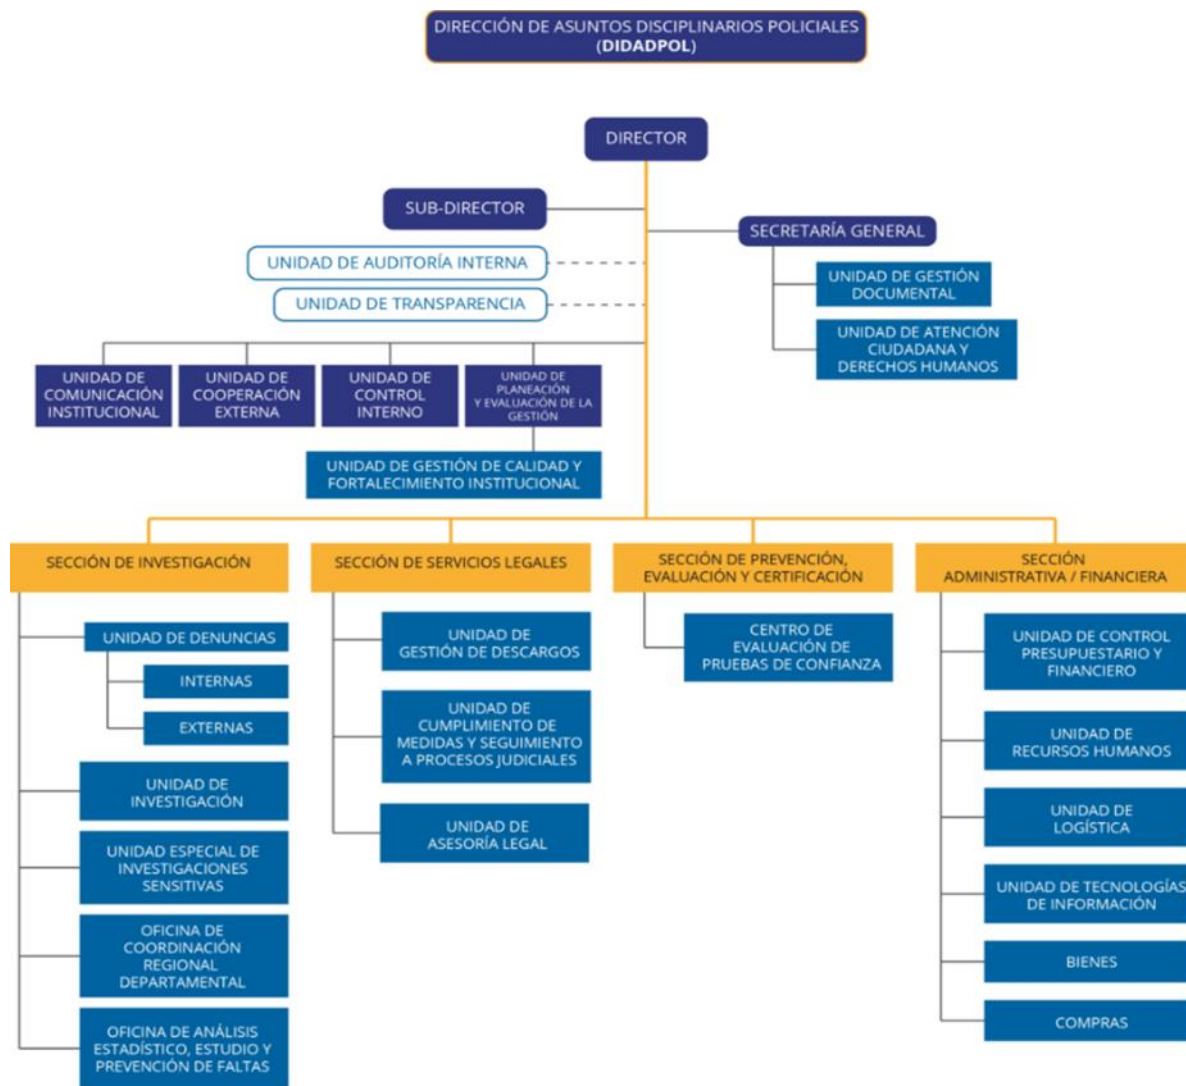 DIRECCIÓN DE ASUNTOS DISCIPLINARIOS POLICIALES
(DIDADPOL)
DIRECTOR
SUB-DIRECTOR
SECRETARÍA GENERAL
UNIDAD DE AUDITORÍA INTERNA
UNIDAD DE TRANSPARENCIA
UNIDAD DE GESTIÓN
DOCUMENTAL
UNIDAD DE ATENCIÓN
CIUDADANA Y
DERECHOS HUMANOS
UNIDAD DE
COMUNICACIÓN
INSTITUCIONAL
UNIDAD DE
COOPERACIÓN
EXTERNA
UNIDAD DE
CONTROL
INTERNO
UNIDAD DE
PLANEACIÓN
Y EVALUACIÓN DE LA
GESTIÓN
UNIDAD DE GESTIÓN DE CALIDAD Y
FORTALECIMIENTO INSTITUCIONAL
SECCIÓN DE INVESTIGACIÓN
UNIDAD DE DENUNCIAS
INTERNAS
EXTERNAS
UNIDAD DE
INVESTIGACIÓN
UNIDAD ESPECIAL DE
INVESTIGACIONES
SENSITIVAS
OFICINA DE
COORDINACIÓN
REGIONAL
DEPARTAMENTAL
OFICINA DE ANÁLISIS
ESTADÍSTICO, ESTUDIO Y
PREVENCIÓN DE FALTAS
SECCIÓN DE SERVICIOS LEGALES
UNIDAD DE
GESTIÓN DE DESCARGOS
UNIDAD DE
CUMPLIMIENTO DE
MEDIDAS Y SEGUIMIENTO
A PROCESOS JUDICIALES
UNIDAD DE
ASESORÍA LEGAL
SECCIÓN DE PREVENCIÓN,
EVALUACIÓN Y CERTIFICACIÓN
CENTRO DE
EVALUACIÓN DE
PRUEBAS DE CONFIANZA
SECCIÓN
ADMINISTRATIVA / FINANCIERA
UNIDAD DE CONTROL
PRESUPUESTARIO Y
FINANCIERO
UNIDAD DE
RECURSOS HUMANOS
UNIDAD DE
LOGÍSTICA
UNIDAD DE TECNOLOGÍAS
DE INFORMACIÓN
BIENES
COMPRAS